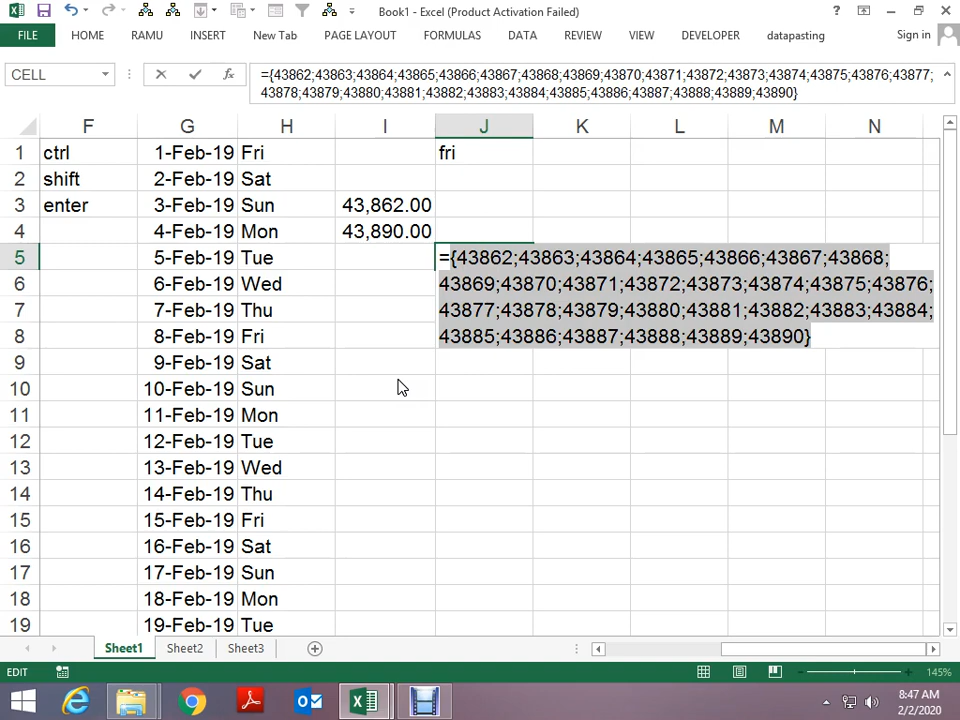 Book1 - Excel (Product Activation Failed)
FILE HOME RAMU INSERT New Tab PAGE LAYOUT FORMULAS DATA REVIEW VIEW DEVELOPER datapasting Sign in
CELL fx ={43862;43863;43864;43865;43866;43867;43868;43869;43870;43871;43872;43873;43874;43875;43876;43877;
43878;43879;43880;43881;43882;43883;43884;43885;43886;43887;43888;43889;43890}
F G H I J K L M N
1 ctrl 1-Feb-19 Fri fri
2 shift 2-Feb-19 Sat
3 enter 3-Feb-19 Sun 43,862.00
4 4-Feb-19 Mon 43,890.00
5 5-Feb-19 Tue ={43862;43863;43864;43865;43866;43867;43868;
6 6-Feb-19 Wed 43869;43870;43871;43872;43873;43874;43875;43876;
7 7-Feb-19 Thu 43877;43878;43879;43880;43881;43882;43883;43884;
8 8-Feb-19 Fri 43885;43886;43887;43888;43889;43890}
9 9-Feb-19 Sat
10 10-Feb-19 Sun
11 11-Feb-19 Mon
12 12-Feb-19 Tue
13 13-Feb-19 Wed
14 14-Feb-19 Thu
15 15-Feb-19 Fri
16 16-Feb-19 Sat
17 17-Feb-19 Sun
18 18-Feb-19 Mon
19 19-Feb-19 Tue
Sheet1 Sheet2 Sheet3
EDIT 145%
8:47 AM
2/2/2020